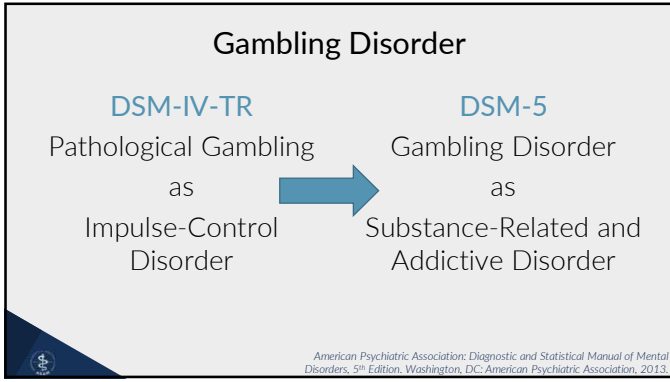 Gambling Disorder
DSM-IV-TR
Pathological Gambling
as
Impulse-Control
Disorder
DSM-5
Gambling Disorder
as
Substance-Related and
Addictive Disorder
American Psychiatric Association: Diagnostic and Statistical Manual of Mental
Disorders, 5th Edition. Washington, DC: American Psychiatric Association, 2013.